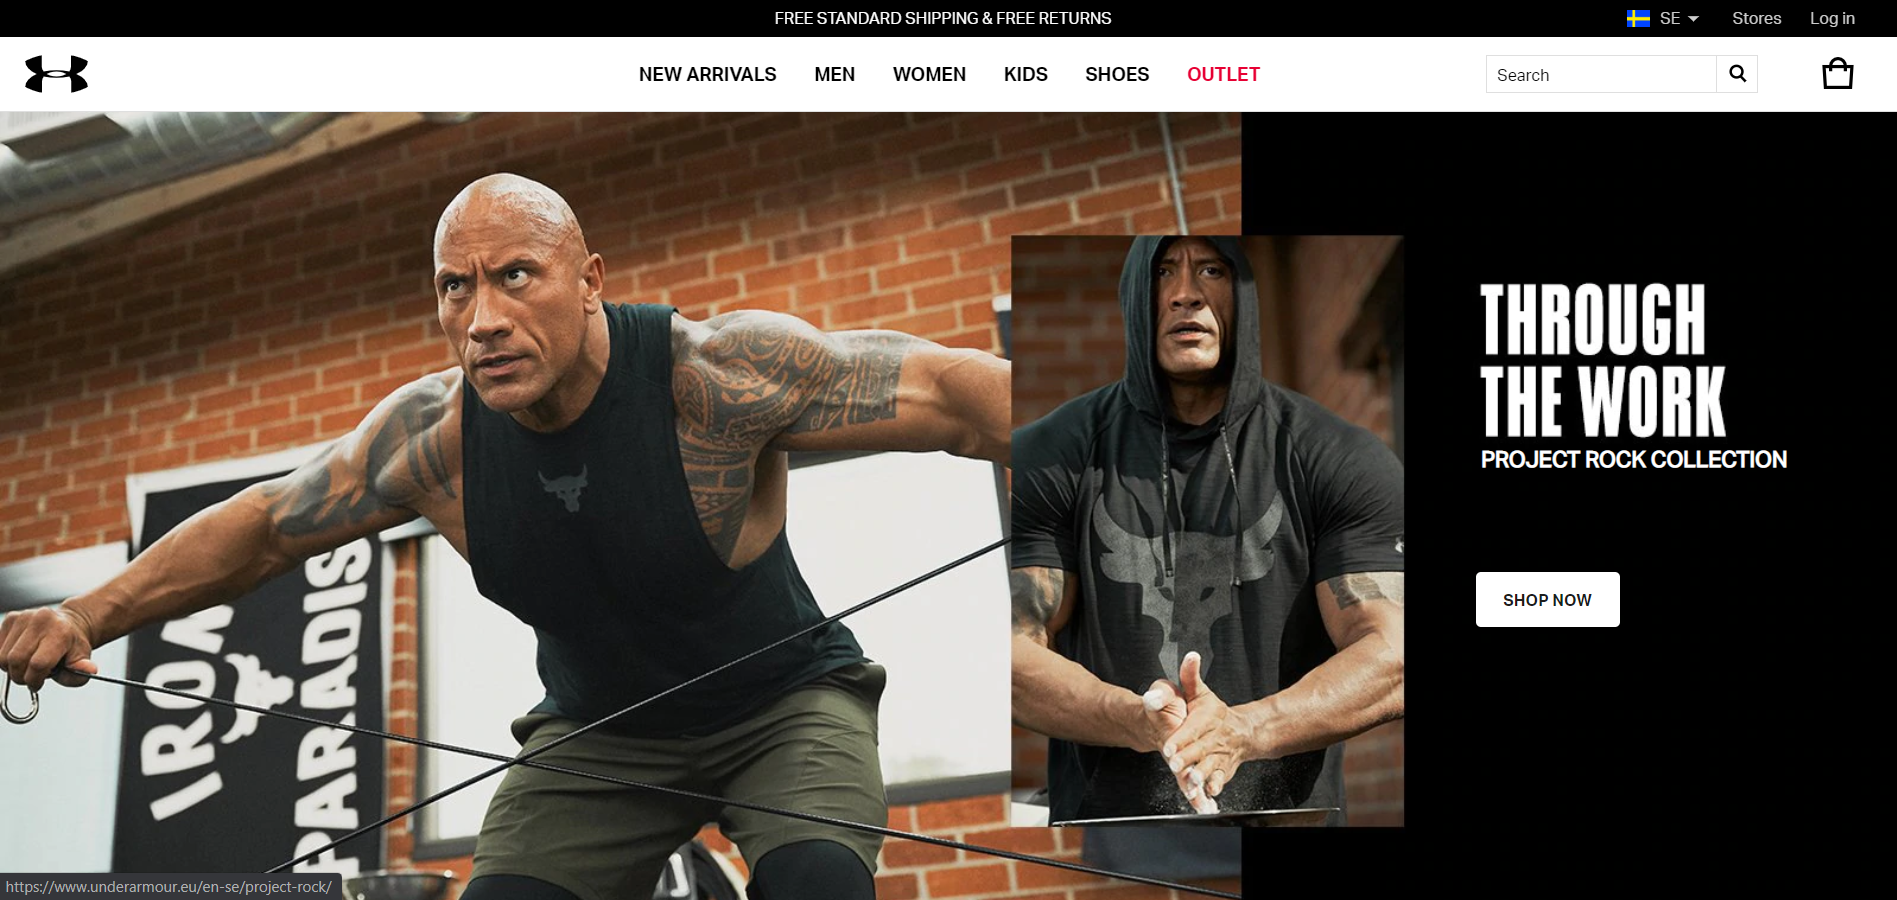 FREE STANDARD SHIPPING & FREE RETURNS
SE
Stores
Log in
NEW ARRIVALS
MEN
WOMEN
KIDS
SHOES
OUTLET
Search
THROUGH
THE WORK
PROJECT ROCK COLLECTION
SHOP NOW
IRON
PARADIS
https://www.underarmour.eu/en-se/project-rock/